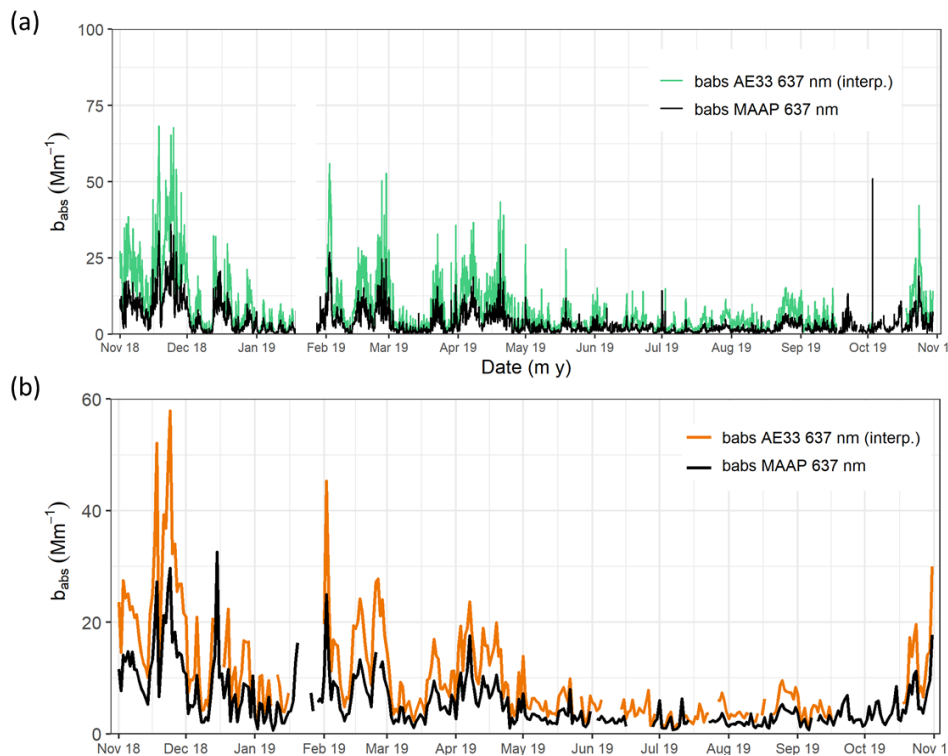 (a)
100
75
50
25
0
b_abs (Mm⁻¹)
babs AE33 637 nm (interp.)
babs MAAP 637 nm
Nov 18 Dec 18 Jan 19 Feb 19 Mar 19 Apr 19 May 19 Jun 19 Jul 19 Aug 19 Sep 19 Oct 19 Nov 1
Date (m y)
(b)
60
40
20
0
b_abs (Mm⁻¹)
babs AE33 637 nm (interp.)
babs MAAP 637 nm
Nov 18 Dec 18 Jan 19 Feb 19 Mar 19 Apr 19 May 19 Jun 19 Jul 19 Aug 19 Sep 19 Oct 19 Nov